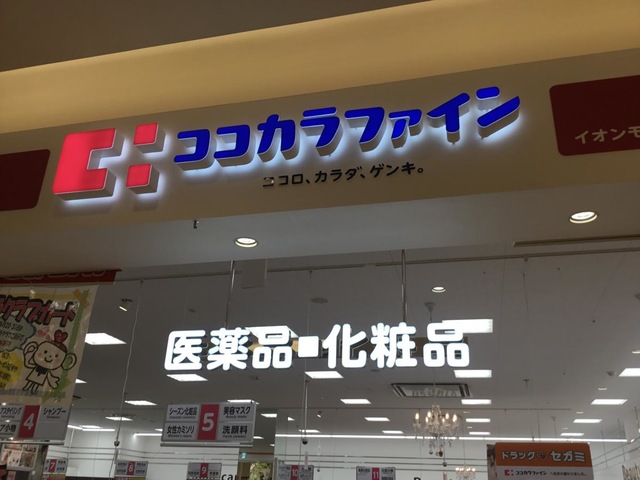 ココカラファイン
ココロ、カラダ、ゲンキ。
イオンモ
医薬品■化粧品
4
シャンプー
シーズン化粧品
女性カミソリ
5
美容マスク
洗顔料
ドラッグ セガミ
ココカラファイン